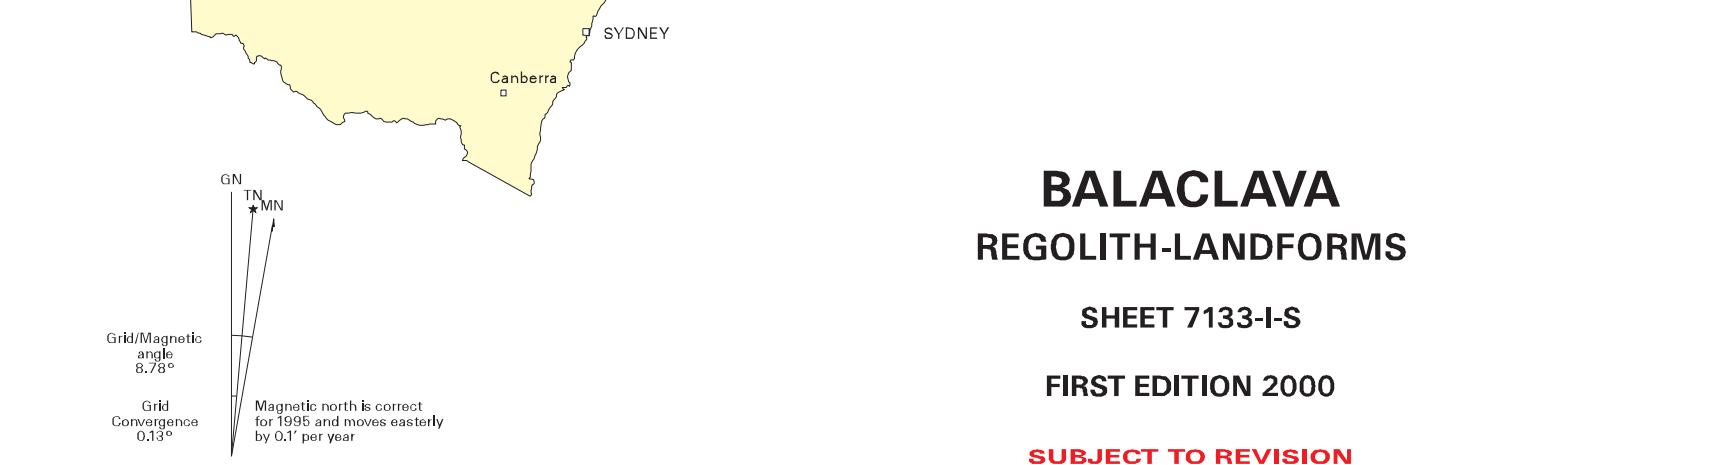 SYDNEY
Canberra
GN
TN
MN
Grid/Magnetic
angle
8.78°
Grid
Convergence
0.13°
Magnetic north is correct
for 1995 and moves easterly
by 0.1′ per year
BALACLAVA
REGOLITH-LANDFORMS
SHEET 7133-I-S
FIRST EDITION 2000
SUBJECT TO REVISION